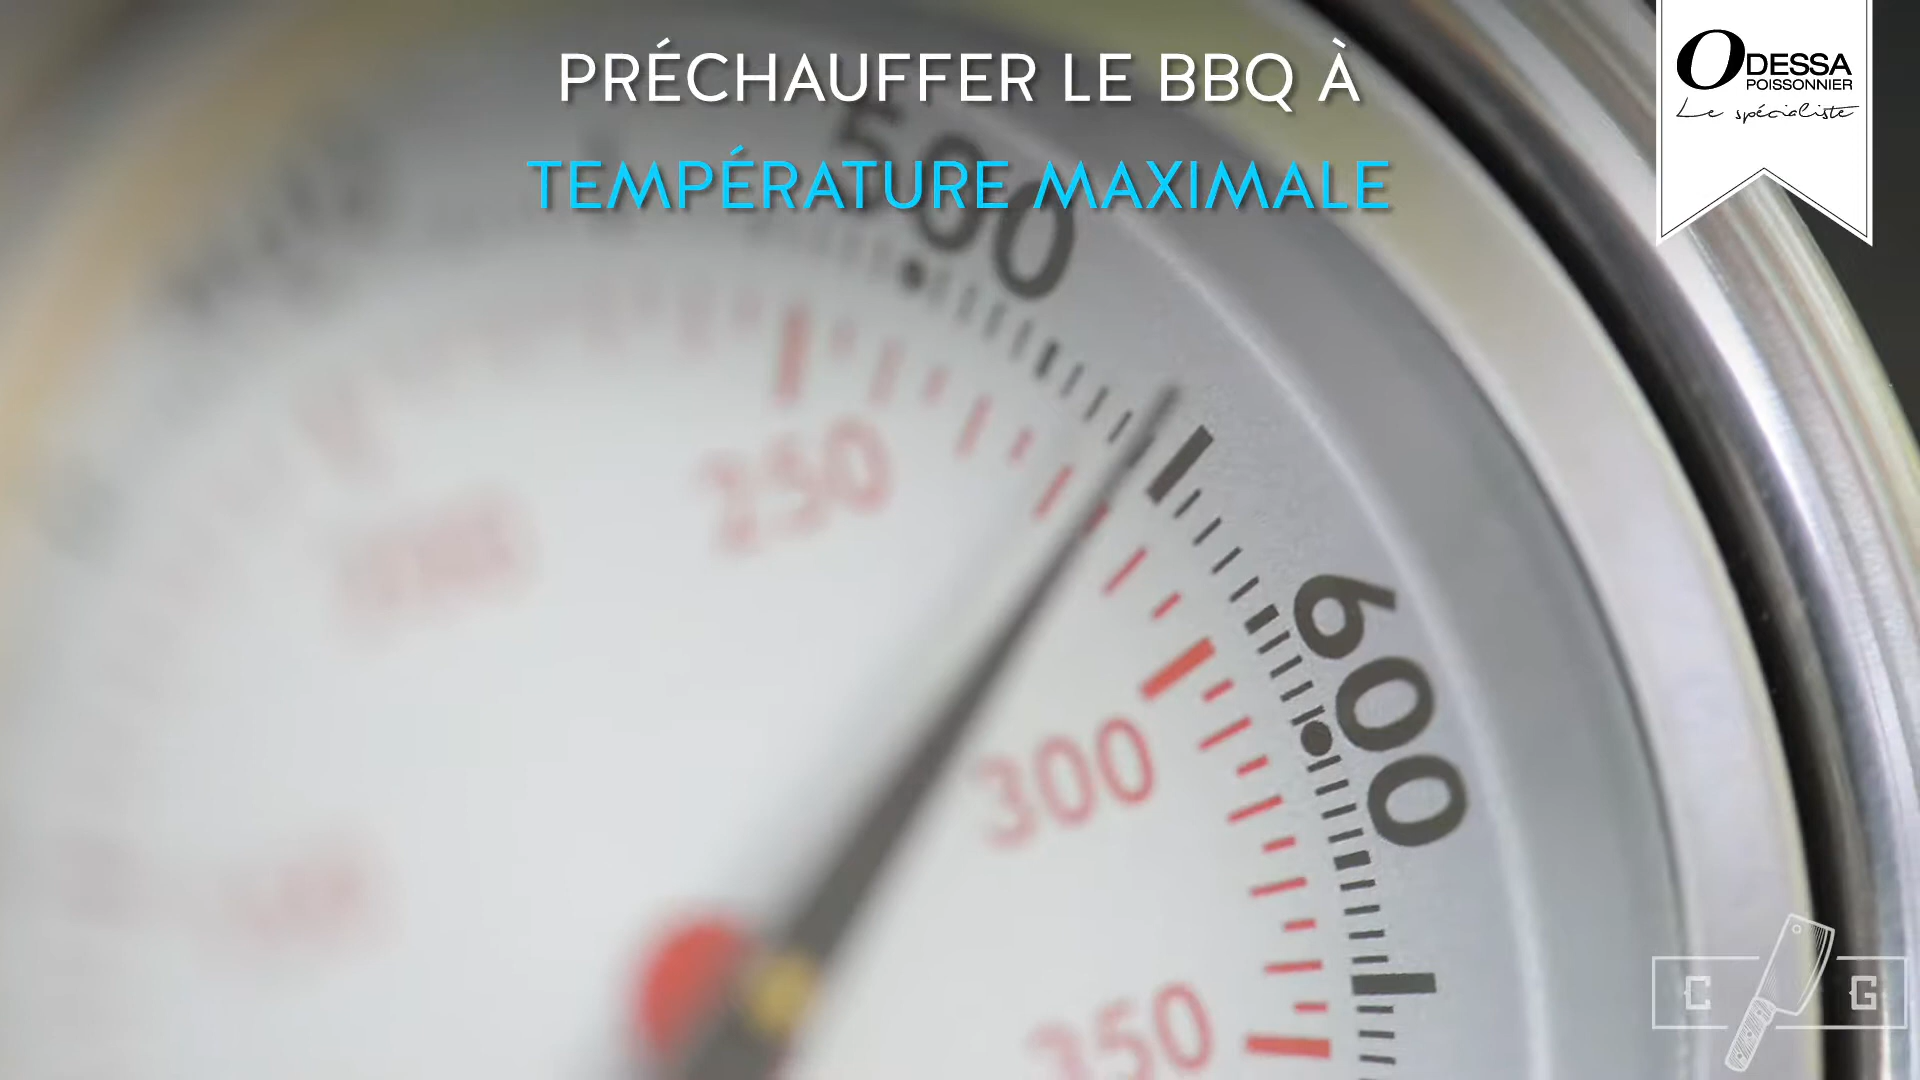 PRÉCHAUFFER LE BBQ À
TEMPÉRATURE MAXIMALE
ODESSA
POISSONNIER
Le spécialiste
500
250
600
300
350
C G